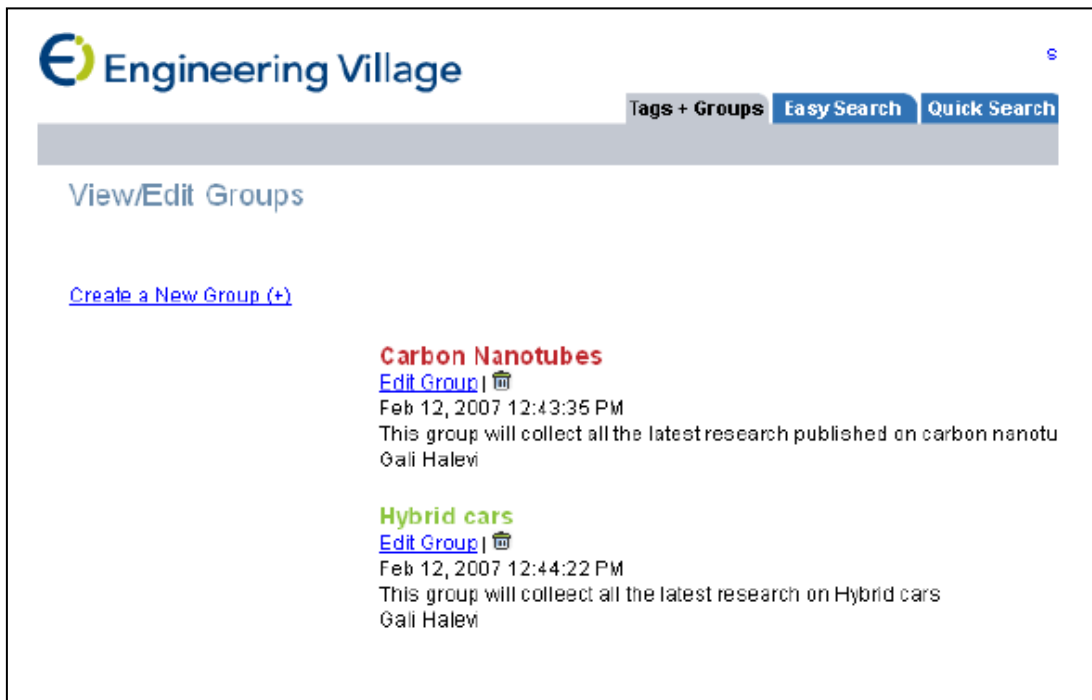 Engineering Village
s
Tags + Groups Easy Search Quick Search
View/Edit Groups
Create a New Group (+)
Carbon Nanotubes
Edit Group |
Feb 12, 2007 12:43:35 PM
This group will collect all the latest research published on carbon nanotu
Gali Halevi
Hybrid cars
Edit Group |
Feb 12, 2007 12:44:22 PM
This group will colleect all the latest research on Hybrid cars
Gali Halevi